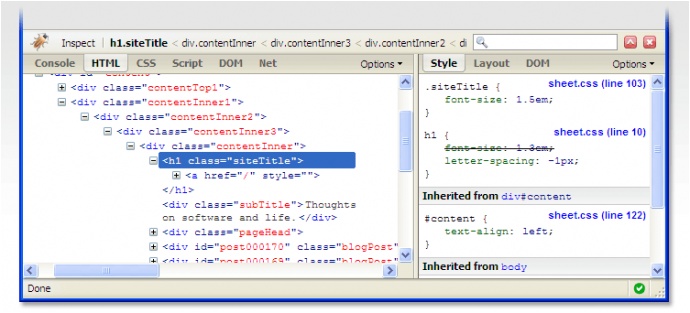 Inspect h1.siteTitle < div.contentInner < div.contentInner3 < div.contentInner2 < di
Console HTML CSS Script DOM Net Options
<div class="contentTop1">
<div class="contentInner1">
<div class="contentInner2">
<div class="contentInner3">
<div class="contentInner">
<h1 class="siteTitle">
<a href="/" style="">
</h1>
<div class="subTitle">Thoughts
on software and life.</div>
<div class="pageHead">
<div id="post000170" class="blogPost"
<div id="post000169" class="blogPost"
Style Layout DOM Options
.siteTitle { sheet.css (line 103)
font-size: 1.5em;
}
h1 { sheet.css (line 10)
font-size: 1.3em;
letter-spacing: -1px;
}
Inherited from div#content
#content { sheet.css (line 122)
text-align: left;
}
Inherited from body
Done